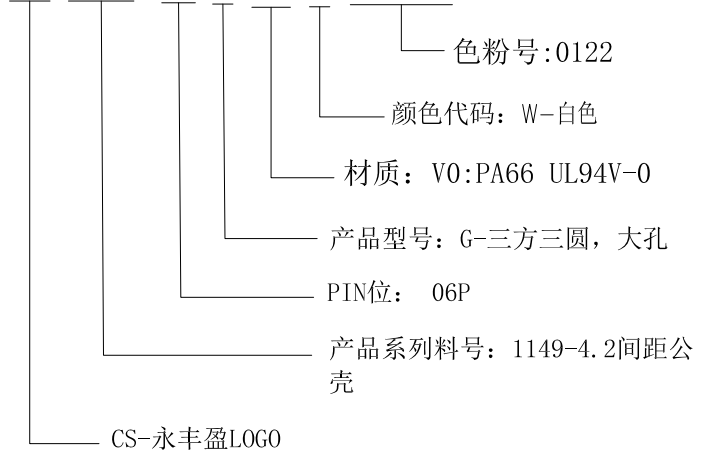 色粉号:0122
颜色代码：W-白色
材质：V0:PA66 UL94V-0
产品型号：G-三方三圆，大孔
PIN位： 06P
产品系列料号：1149-4.2间距公
壳
CS-永丰盈LOGO